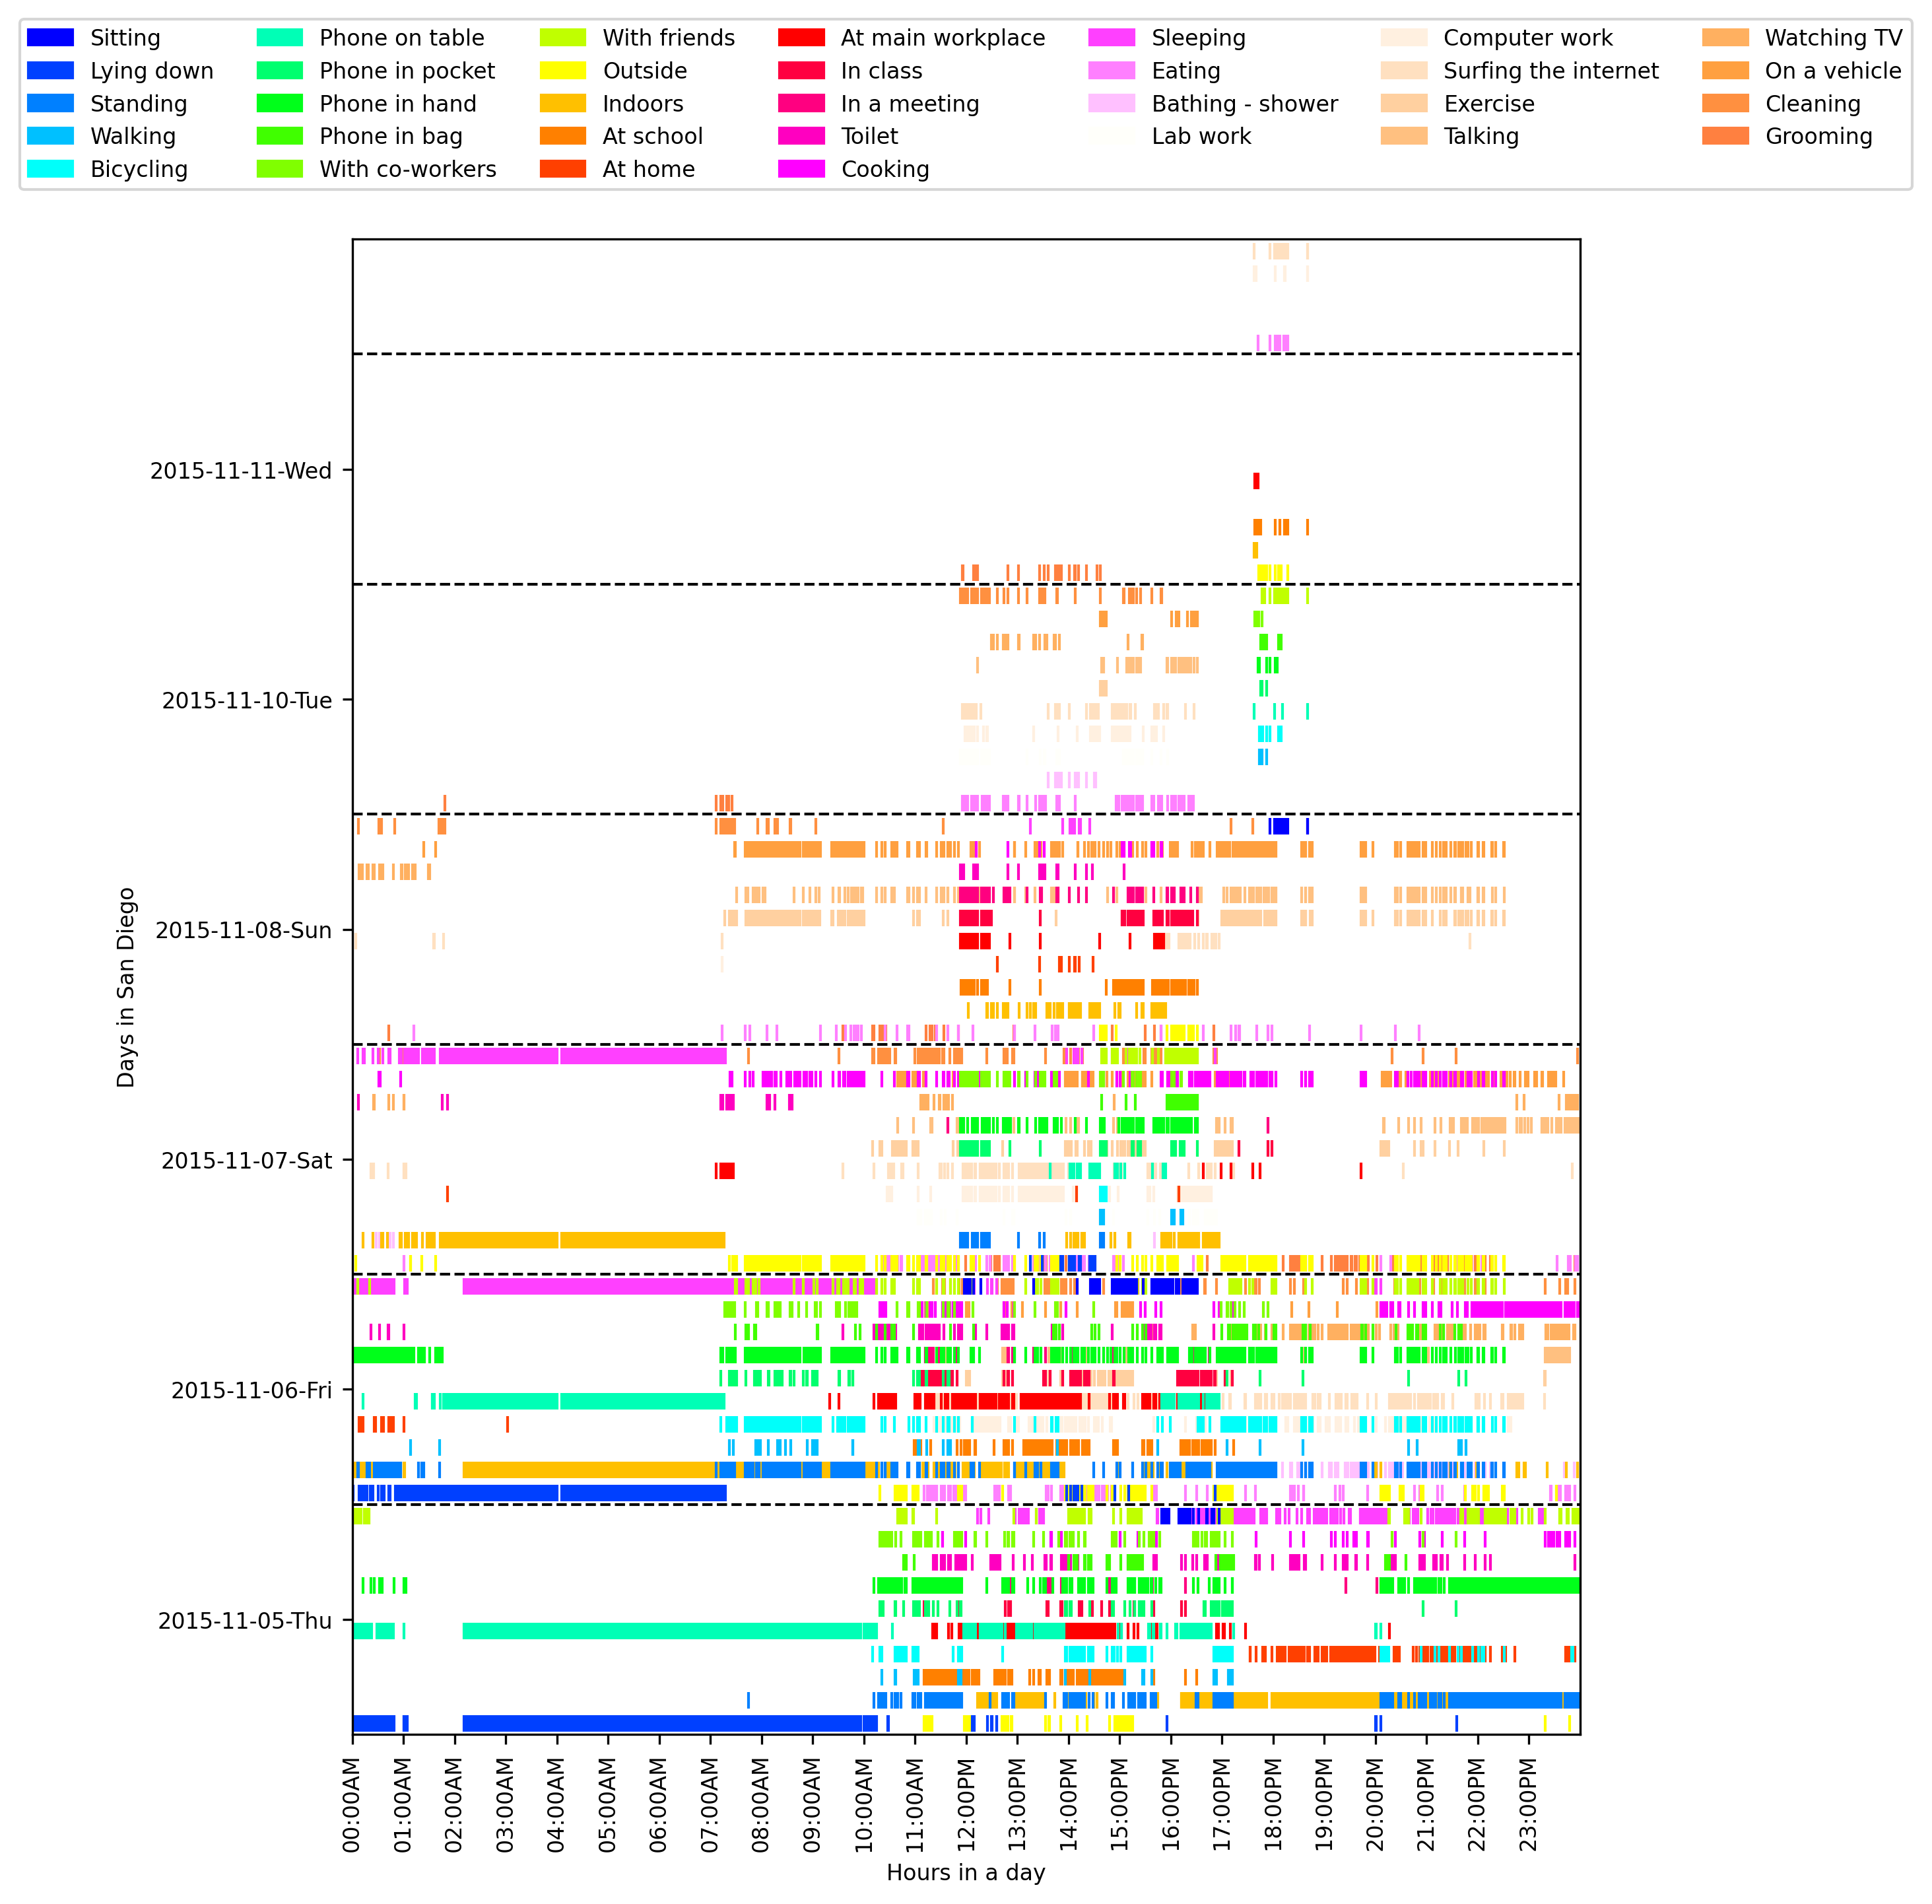 Sitting
Lying down
Standing
Walking
Bicycling
Phone on table
Phone in pocket
Phone in hand
Phone in bag
With co-workers
With friends
Outside
Indoors
At school
At home
At main workplace
In class
In a meeting
Toilet
Cooking
Sleeping
Eating
Bathing - shower
Lab work
Computer work
Surfing the internet
Exercise
Talking
Watching TV
On a vehicle
Cleaning
Grooming
2015-11-11-Wed
2015-11-10-Tue
2015-11-08-Sun
2015-11-07-Sat
2015-11-06-Fri
2015-11-05-Thu
Days in San Diego
00:00AM
01:00AM
02:00AM
03:00AM
04:00AM
05:00AM
06:00AM
07:00AM
08:00AM
09:00AM
10:00AM
11:00AM
12:00PM
13:00PM
14:00PM
15:00PM
16:00PM
17:00PM
18:00PM
19:00PM
20:00PM
21:00PM
22:00PM
23:00PM
Hours in a day